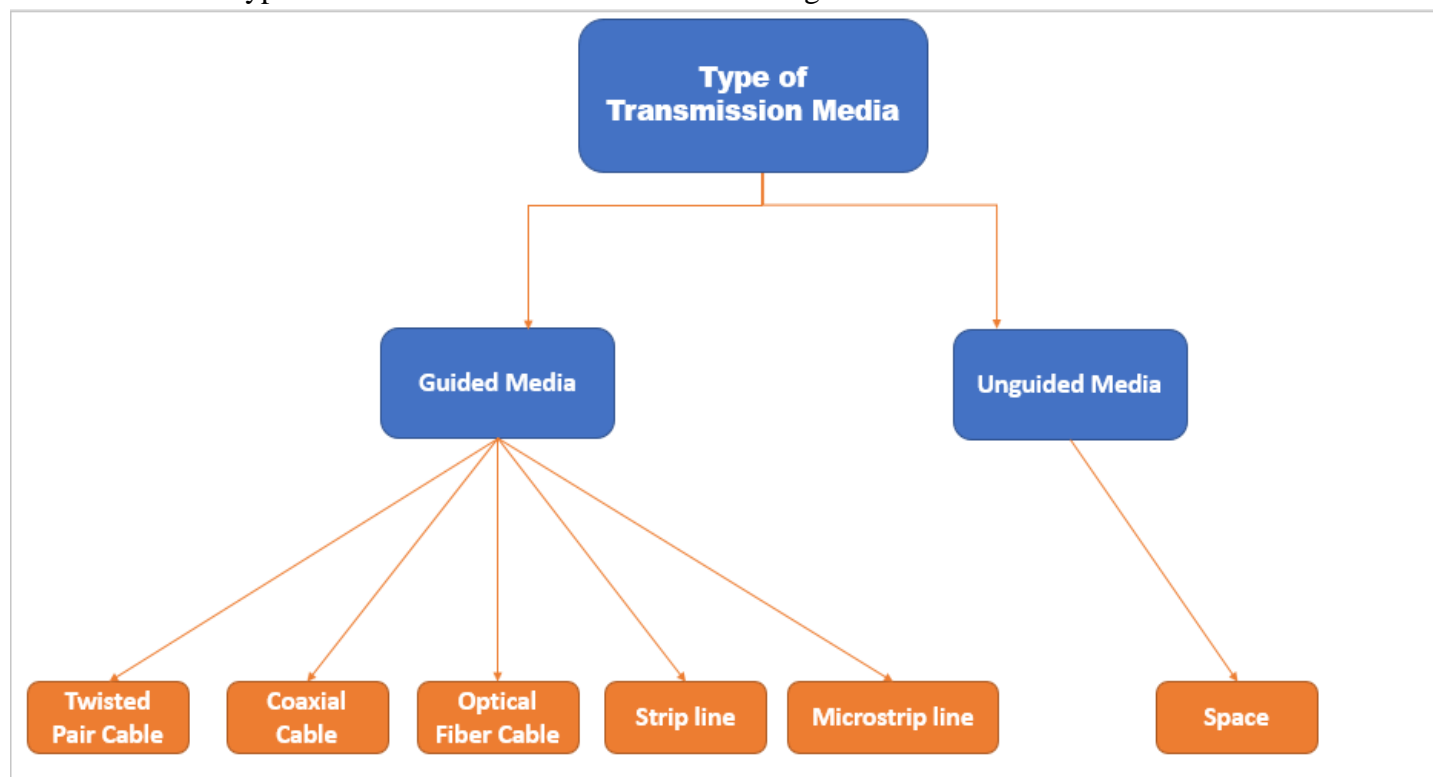 Type of
Transmission Media
Guided Media
Unguided Media
Twisted
Pair Cable
Coaxial
Cable
Optical
Fiber Cable
Strip line
Microstrip line
Space